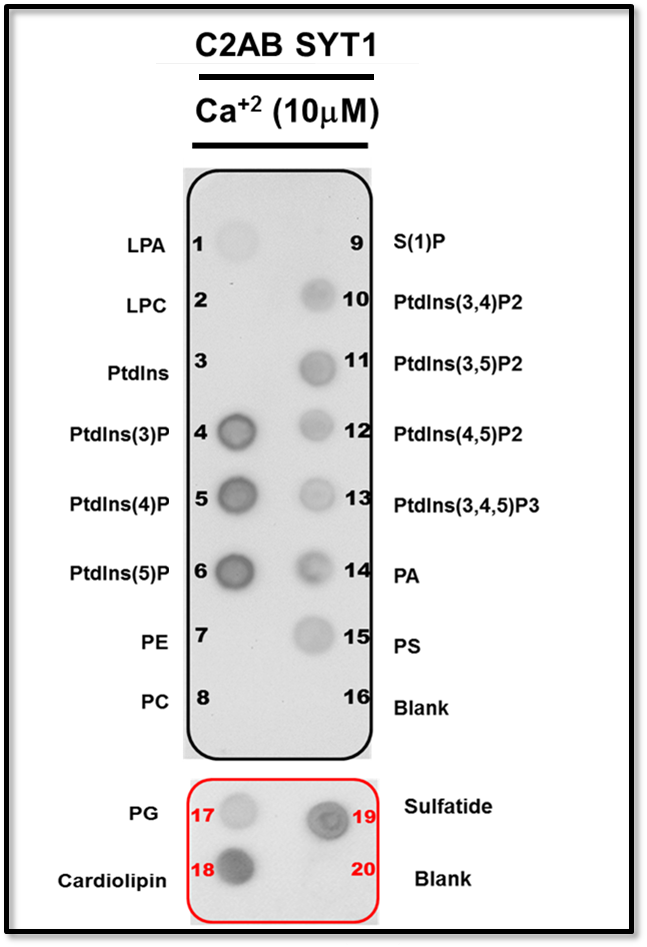 C2AB SYT1
Ca+2 (10μM)
LPA 1 9 S(1)P
LPC 2 10 PtdIns(3,4)P2
PtdIns 3 11 PtdIns(3,5)P2
PtdIns(3)P 4 12 PtdIns(4,5)P2
PtdIns(4)P 5 13 PtdIns(3,4,5)P3
PtdIns(5)P 6 14 PA
PE 7 15 PS
PC 8 16 Blank
PG 17 19 Sulfatide
Cardiolipin 18 20 Blank